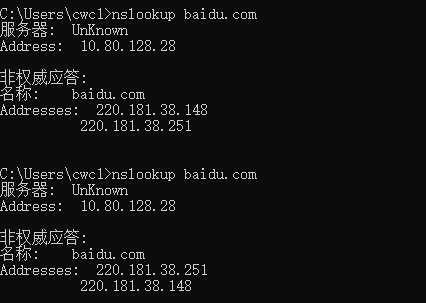 C:\Users\cwcl>nslookup baidu.com
服务器:  UnKnown
Address:  10.80.128.28
非权威应答:
名称:    baidu.com
Addresses:  220.181.38.148
220.181.38.251
C:\Users\cwcl>nslookup baidu.com
服务器:  UnKnown
Address:  10.80.128.28
非权威应答:
名称:    baidu.com
Addresses:  220.181.38.251
220.181.38.148